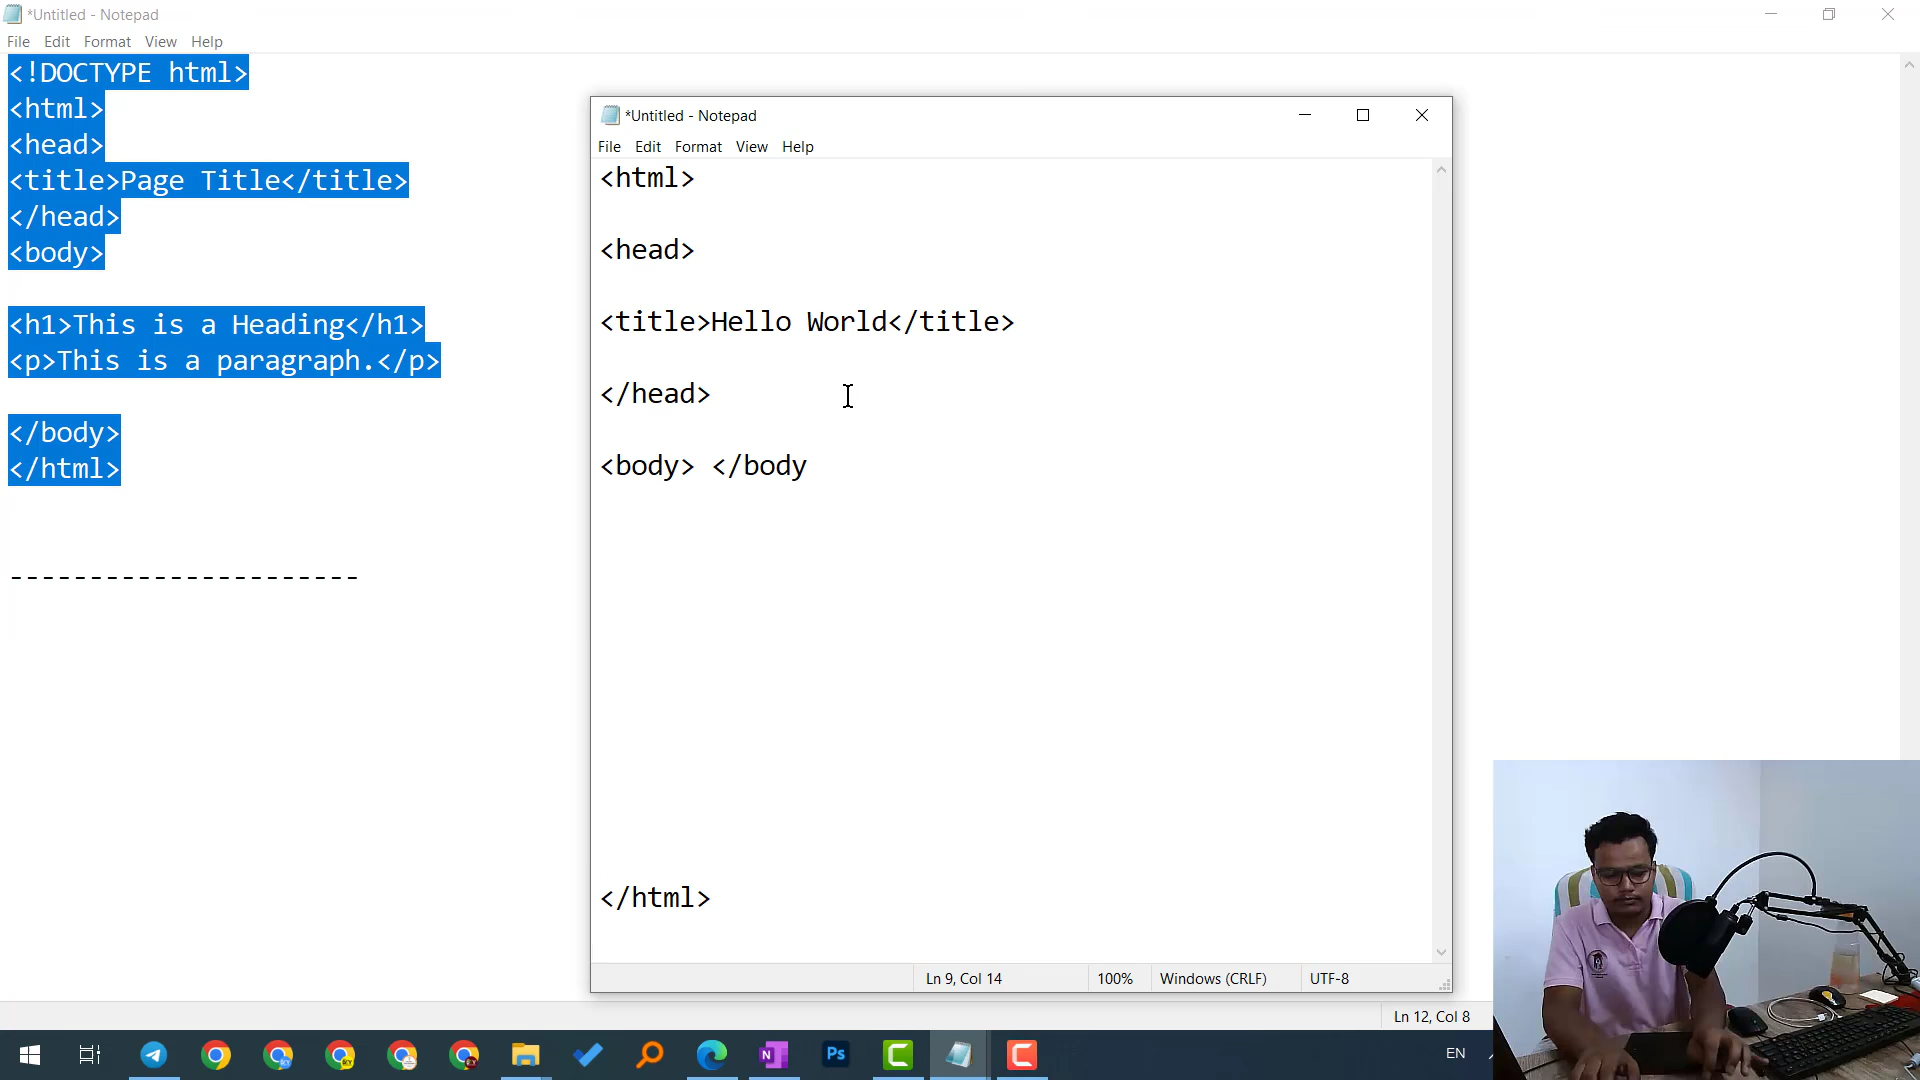 *Untitled - Notepad
File Edit Format View Help
<!DOCTYPE html>
<html>
<head>
<title>Page Title</title>
</head>
<body>
<h1>This is a Heading</h1>
<p>This is a paragraph.</p>
</body>
</html>
----------------------
*Untitled - Notepad
File Edit Format View Help
<html>
<head>
<title>Hello World</title>
</head>
<body> </body
</html>
Ln 9, Col 14 100% Windows (CRLF) UTF-8
Ln 12, Col 8
N Ps C C EN